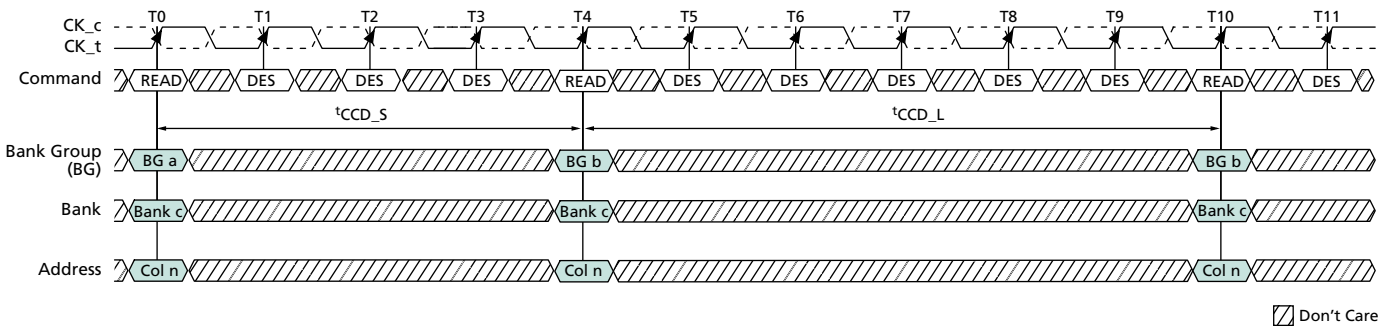 T0 T1 T2 T3 T4 T5 T6 T7 T8 T9 T10 T11
CK_c
CK_t
Command READ DES DES DES READ DES DES DES DES DES READ DES
tCCD_S tCCD_L
Bank Group
(BG) BG a BG b BG b
Bank Bank c Bank c Bank c
Address Col n Col n Col n
Don't Care